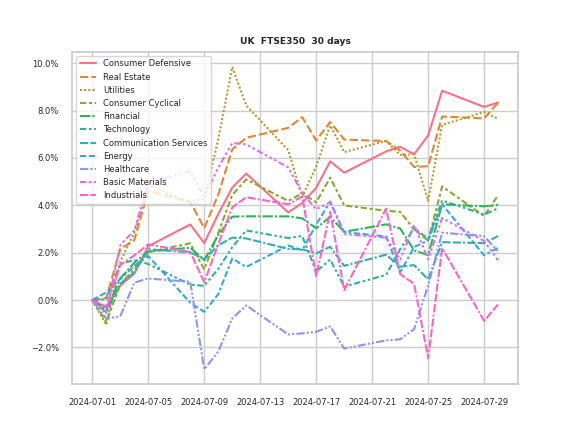 UK FTSE350 30 days
10.0%
8.0%
6.0%
4.0%
2.0%
0.0%
−2.0%
Consumer Defensive
Real Estate
Utilities
Consumer Cyclical
Financial
Technology
Communication Services
Energy
Healthcare
Basic Materials
Industrials
2024-07-01 2024-07-05 2024-07-09 2024-07-13 2024-07-17 2024-07-21 2024-07-25 2024-07-29